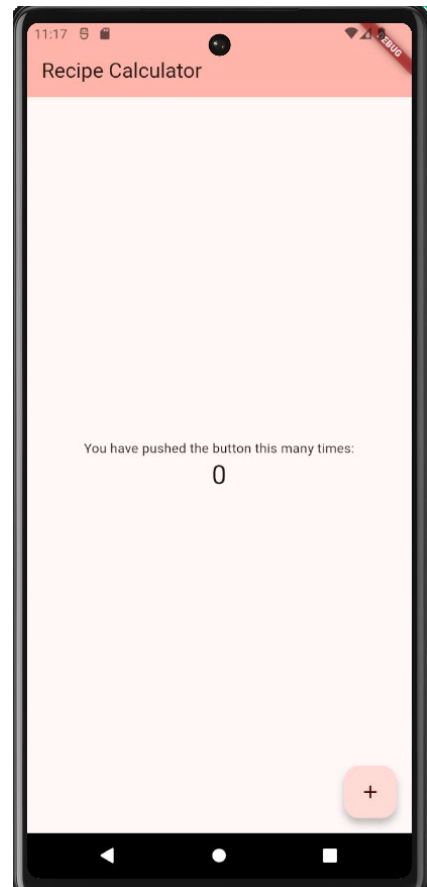 11:17
DEBUG
Recipe Calculator
You have pushed the button this many times:
0
+